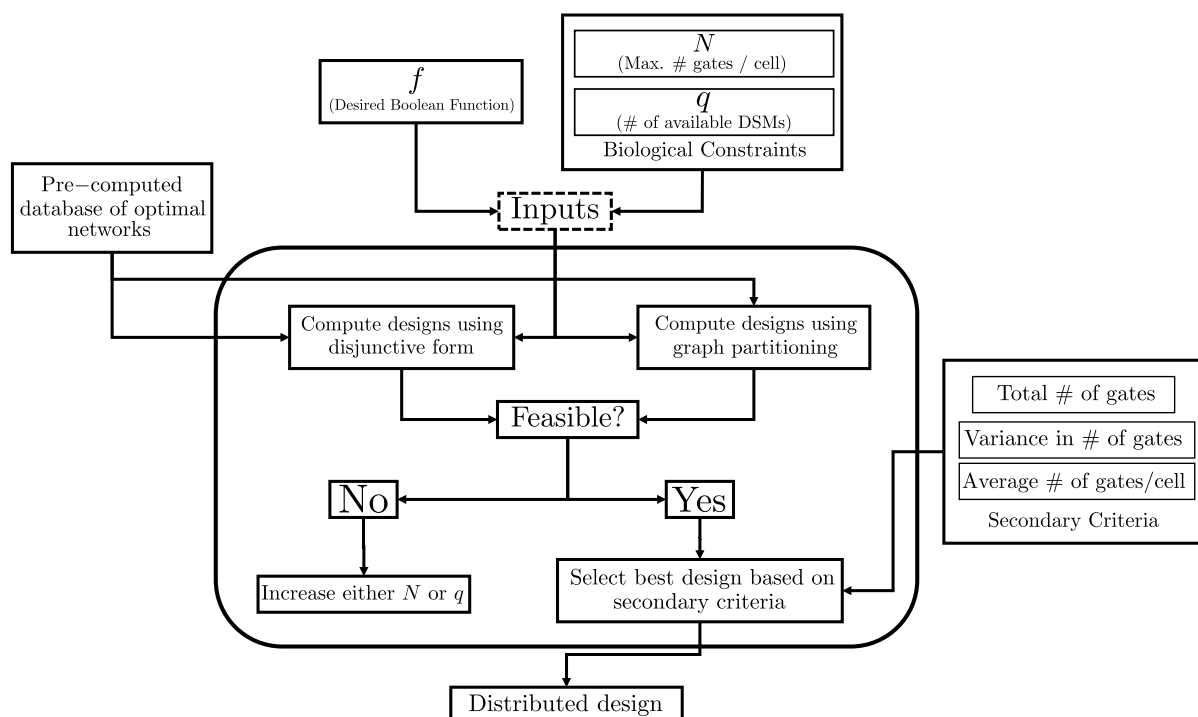 f
(Desired Boolean Function)
N
(Max. # gates / cell)
q
(# of available DSMs)
Biological Constraints
Pre−computed
database of optimal
networks
Inputs
Compute designs using
disjunctive form
Compute designs using
graph partitioning
Feasible?
No
Yes
Increase either N or q
Select best design based on
secondary criteria
Total # of gates
Variance in # of gates
Average # of gates/cell
Secondary Criteria
Distributed design